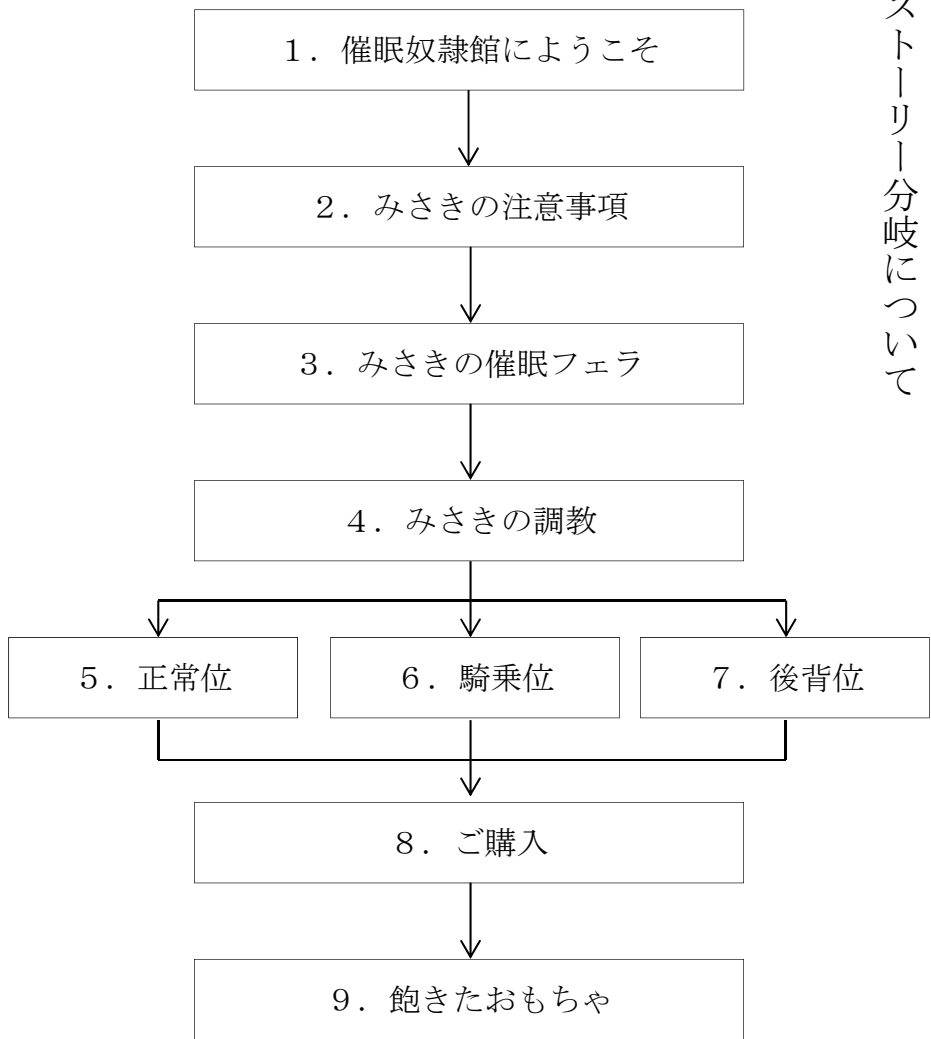 ストーリー分岐について
１．催眠奴隷館にようこそ
２．みさきの注意事項
３．みさきの催眠フェラ
４．みさきの調教
５．正常位
６．騎乗位
７．後背位
８．ご購入
９．飽きたおもちゃ